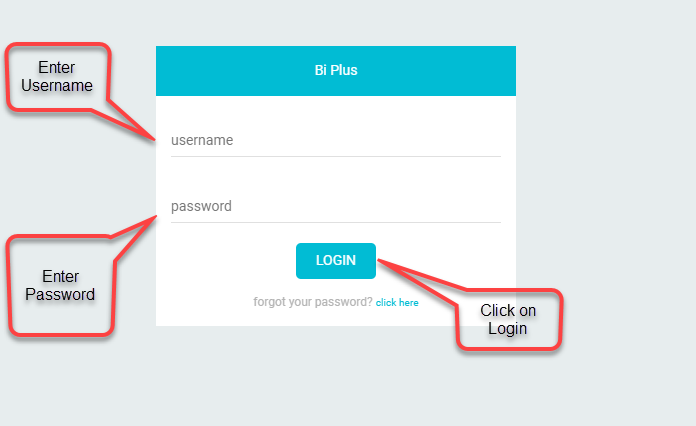 Bi Plus
Enter
Username
username
password
Enter
Password
LOGIN
forgot your password? click here
Click on
Login